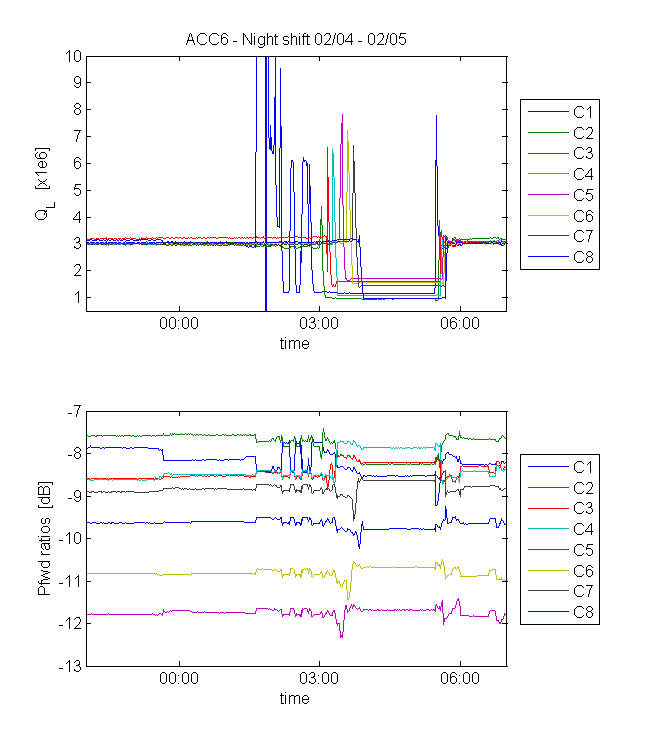 ACC6 - Night shift 02/04 - 02/05
10
9
8
7
6
5
4
3
2
1
Q_L [x1e6]
00:00
03:00
06:00
time
C1
C2
C3
C4
C5
C6
C7
C8
-7
-8
-9
-10
-11
-12
-13
Pfwd ratios [dB]
00:00
03:00
06:00
time
C1
C2
C3
C4
C5
C6
C7
C8